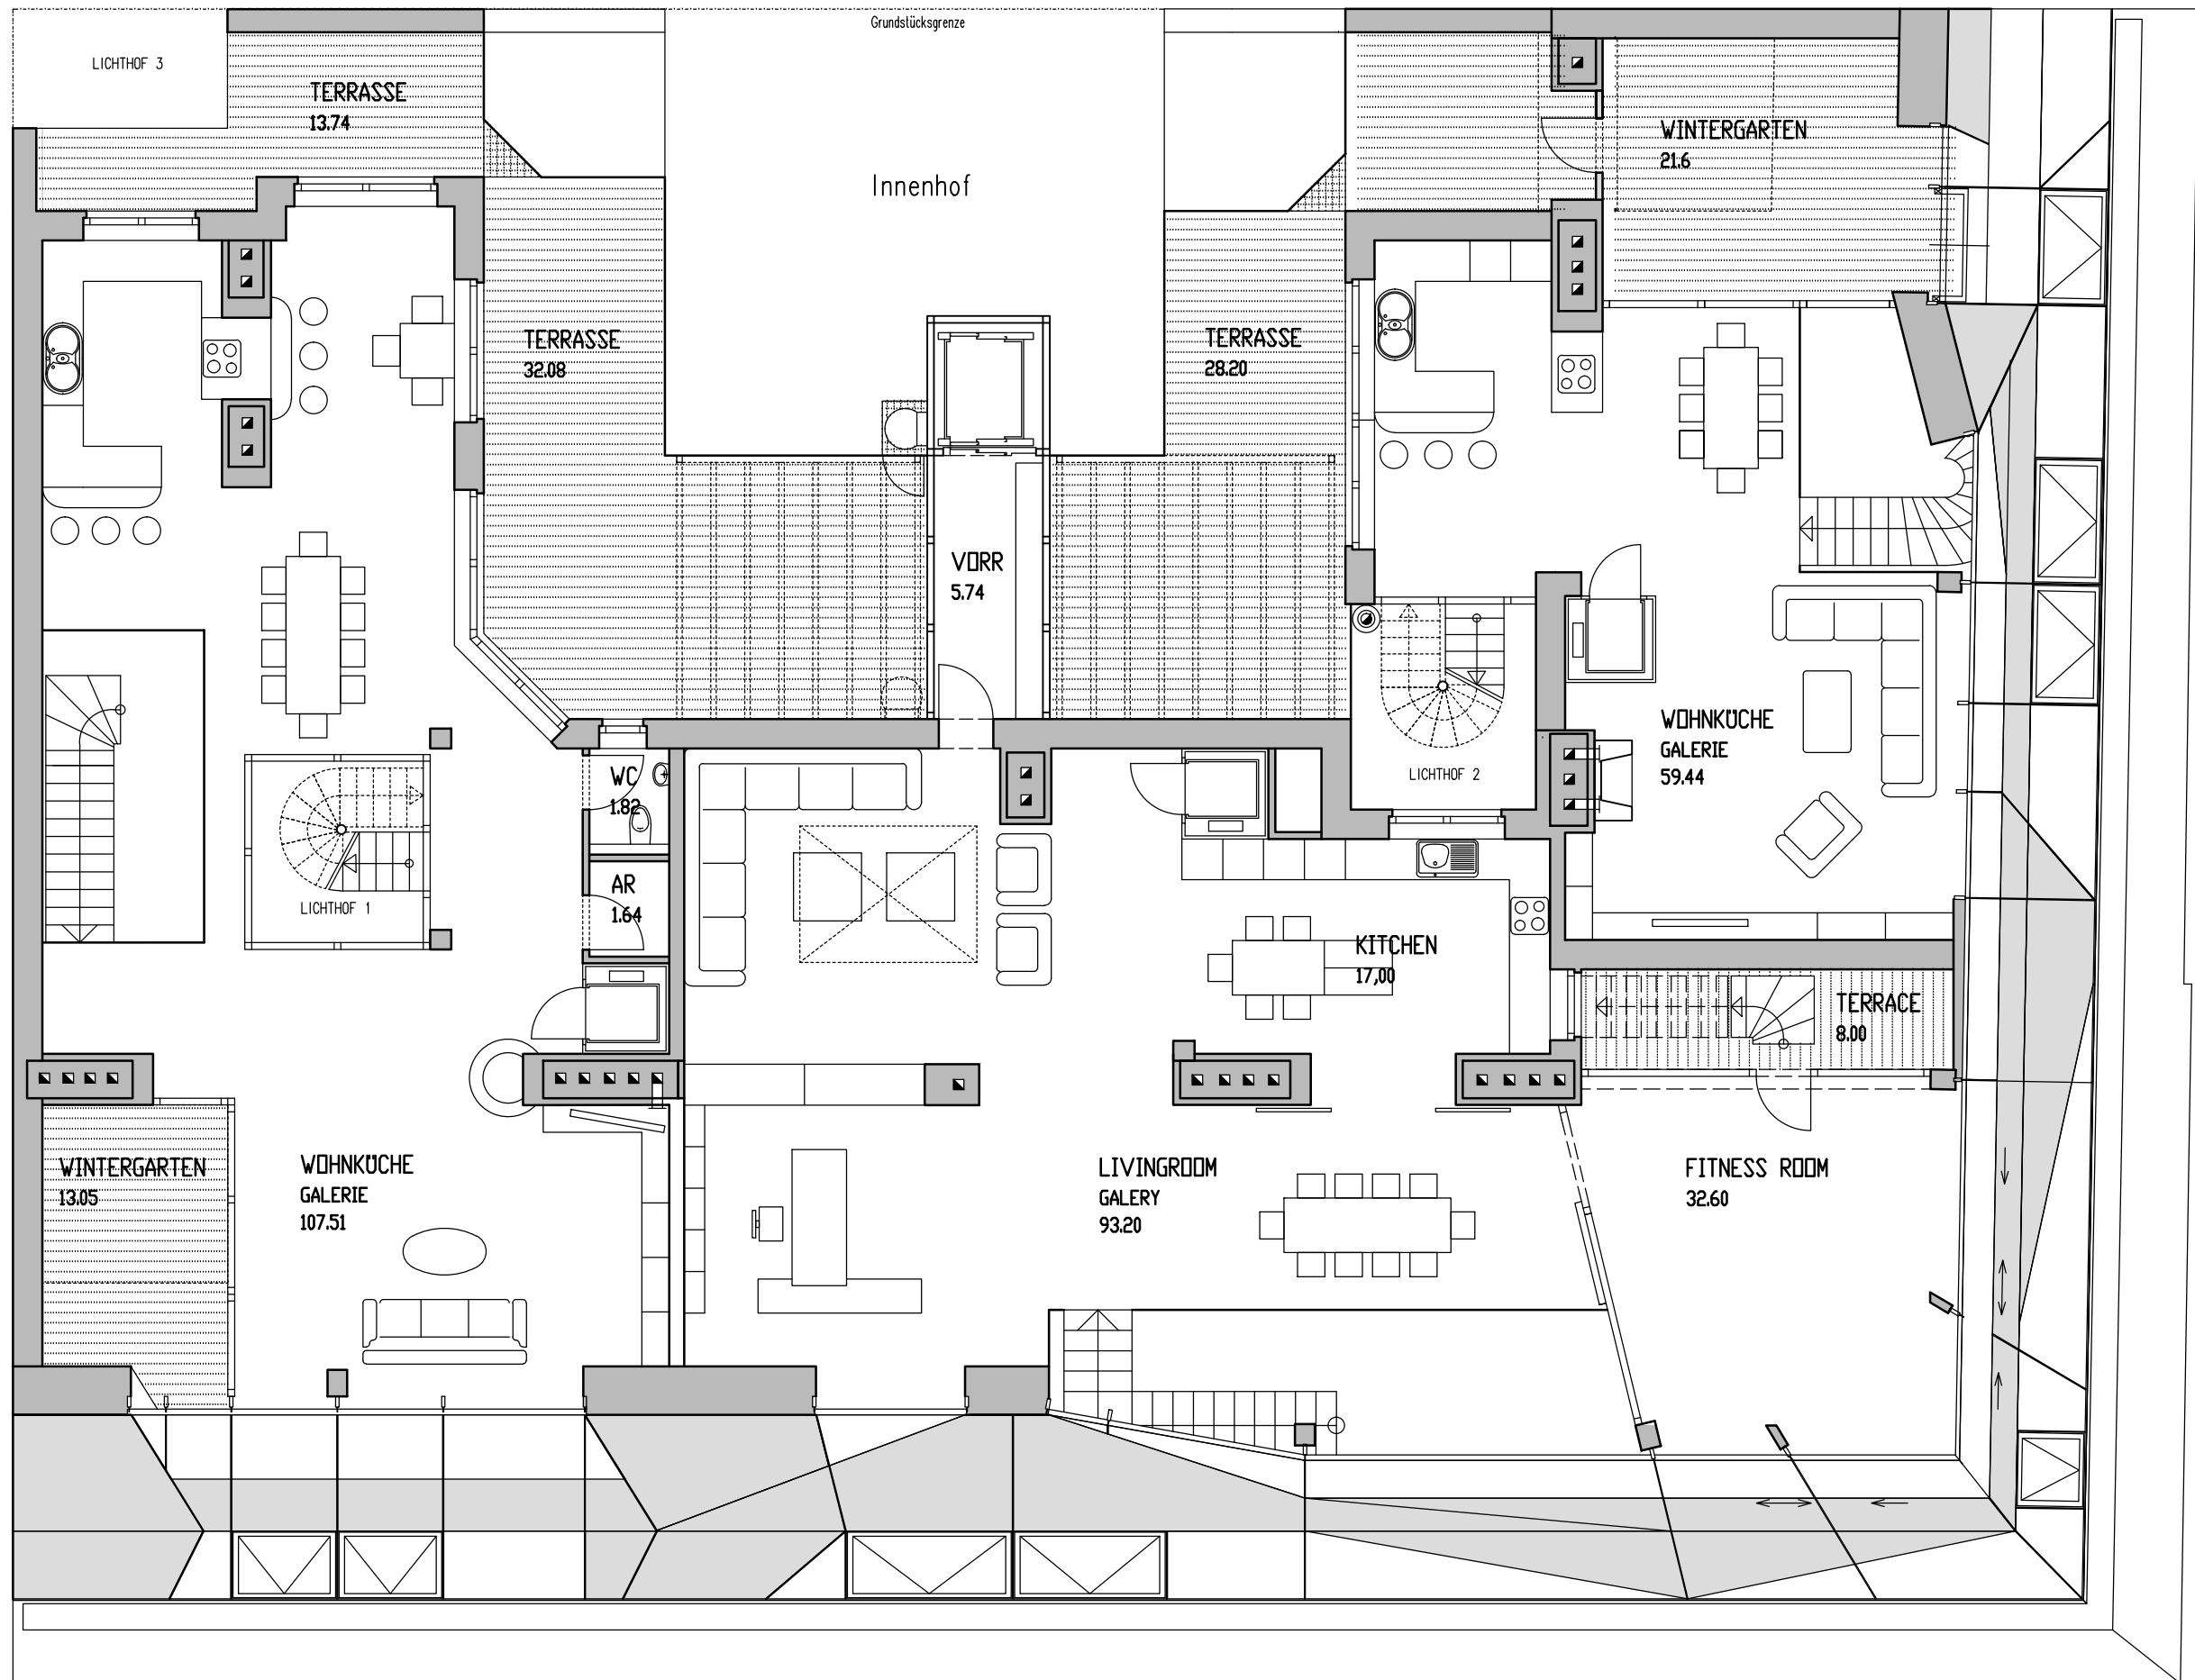 Grundstücksgrenze
LICHTHOF 3
TERRASSE
13.74
WINTERGARTEN
21.6
Innenhof
TERRASSE
32.08
TERRASSE
28.20
VORR
5.74
WOHNKÜCHE
GALERIE
59.44
WC
1.82
LICHTHOF 2
AR
1.64
LICHTHOF 1
KITCHEN
17,00
TERRACE
8.00
WINTERGARTEN
13.05
WOHNKÜCHE
GALERIE
107.51
LIVINGROOM
GALERY
93.20
FITNESS ROOM
32.60